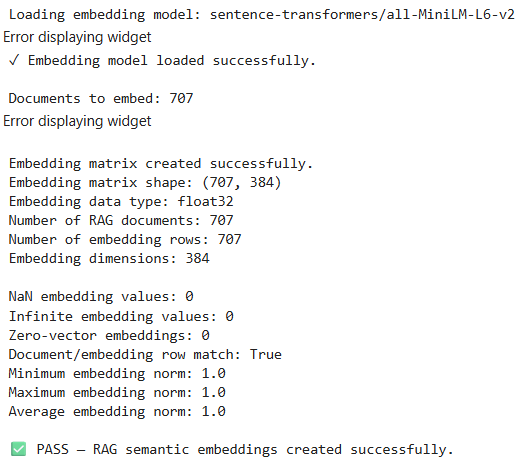 Loading embedding model: sentence-transformers/all-MiniLM-L6-v2
Error displaying widget
✓ Embedding model loaded successfully.
Documents to embed: 707
Error displaying widget
Embedding matrix created successfully.
Embedding matrix shape: (707, 384)
Embedding data type: float32
Number of RAG documents: 707
Number of embedding rows: 707
Embedding dimensions: 384
NaN embedding values: 0
Infinite embedding values: 0
Zero-vector embeddings: 0
Document/embedding row match: True
Minimum embedding norm: 1.0
Maximum embedding norm: 1.0
Average embedding norm: 1.0
✅ PASS — RAG semantic embeddings created successfully.